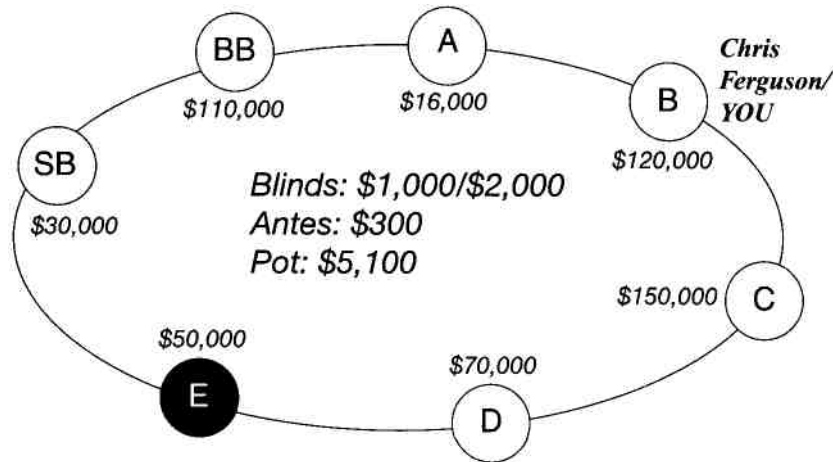 BB
$110,000
A
$16,000
Chris
Ferguson/
YOU
B
$120,000
SB
$30,000
Blinds: $1,000/$2,000
Antes: $300
Pot: $5,100
$150,000
C
$50,000
E
$70,000
D